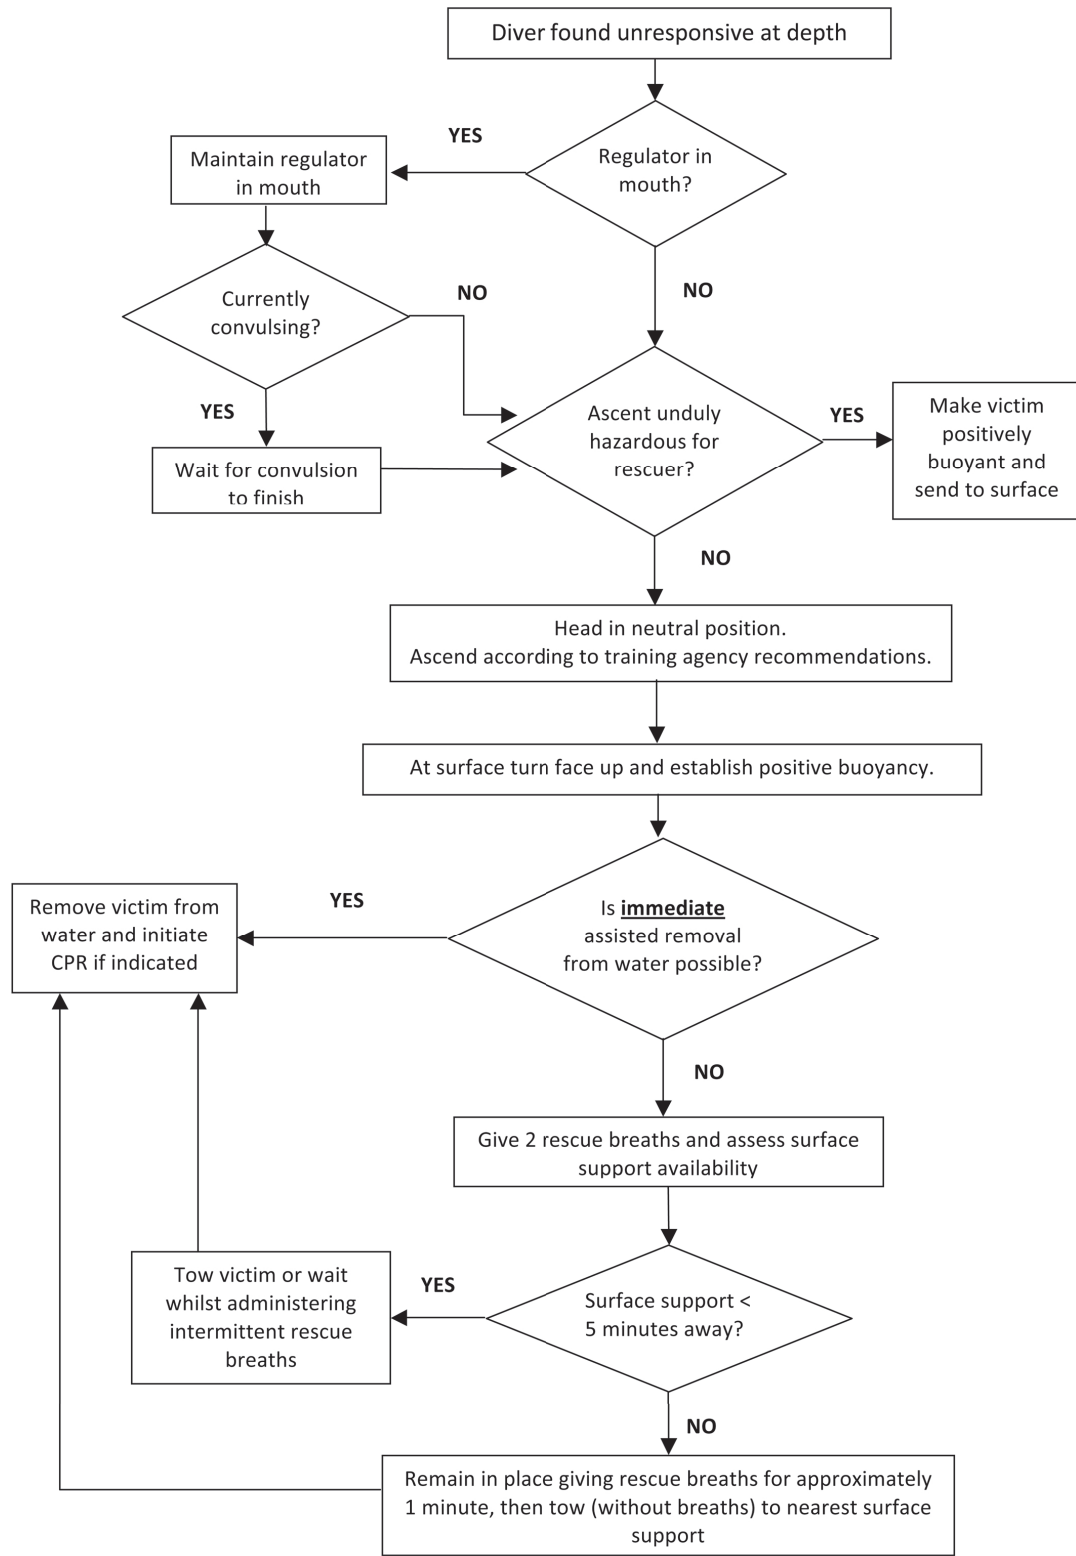 Diver found unresponsive at depth
YES
Regulator in
mouth?
Maintain regulator
in mouth
NO
NO
Currently
convulsing?
YES
Wait for convulsion
to finish
Ascent unduly
hazardous for
rescuer?
YES
Make victim
positively
buoyant and
send to surface
NO
Head in neutral position.
Ascend according to training agency recommendations.
At surface turn face up and establish positive buoyancy.
Is immediate
assisted removal
from water possible?
YES
Remove victim from
water and initiate
CPR if indicated
NO
Give 2 rescue breaths and assess surface
support availability
Surface support <
5 minutes away?
YES
Tow victim or wait
whilst administering
intermittent rescue
breaths
NO
Remain in place giving rescue breaths for approximately
1 minute, then tow (without breaths) to nearest surface
support